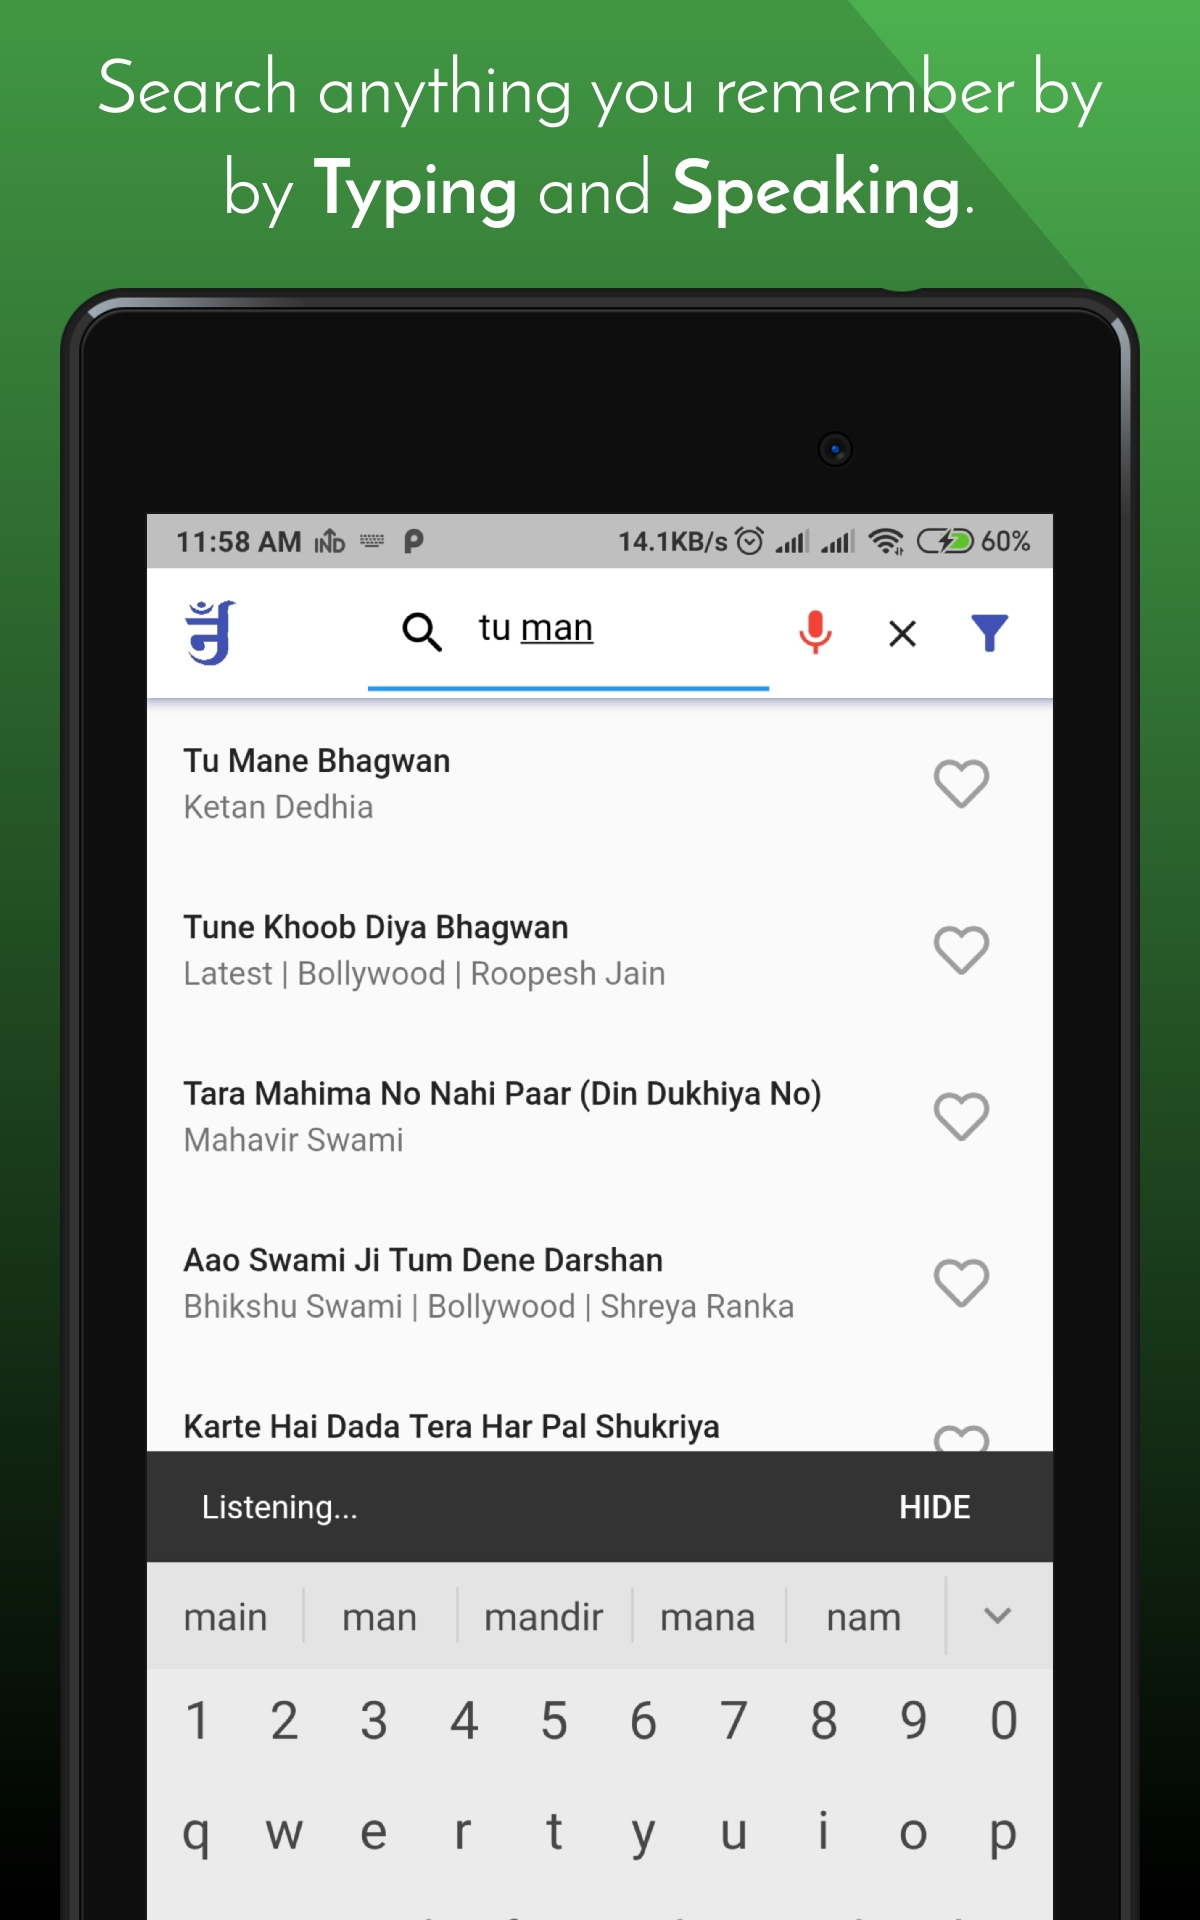 Search anything you remember by
by Typing and Speaking.
11:58 AM IND P 14.1KB/s 60%
tu man
Tu Mane Bhagwan
Ketan Dedhia
Tune Khoob Diya Bhagwan
Latest | Bollywood | Roopesh Jain
Tara Mahima No Nahi Paar (Din Dukhiya No)
Mahavir Swami
Aao Swami Ji Tum Dene Darshan
Bhikshu Swami | Bollywood | Shreya Ranka
Karte Hai Dada Tera Har Pal Shukriya
Listening... HIDE
main man mandir mana nam
1 2 3 4 5 6 7 8 9 0
q w e r t y u i o p